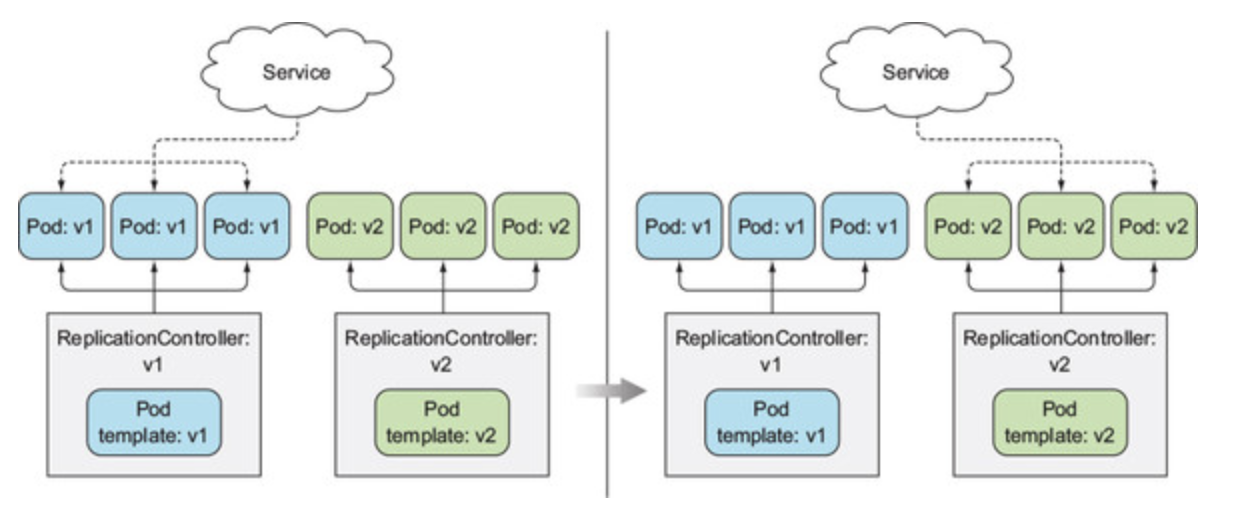 Service
Pod: v1
Pod: v1
Pod: v1
Pod: v2
Pod: v2
Pod: v2
ReplicationController:
v1
Pod
template: v1
ReplicationController:
v2
Pod
template: v2
Service
Pod: v1
Pod: v1
Pod: v1
Pod: v2
Pod: v2
Pod: v2
ReplicationController:
v1
Pod
template: v1
ReplicationController:
v2
Pod
template: v2